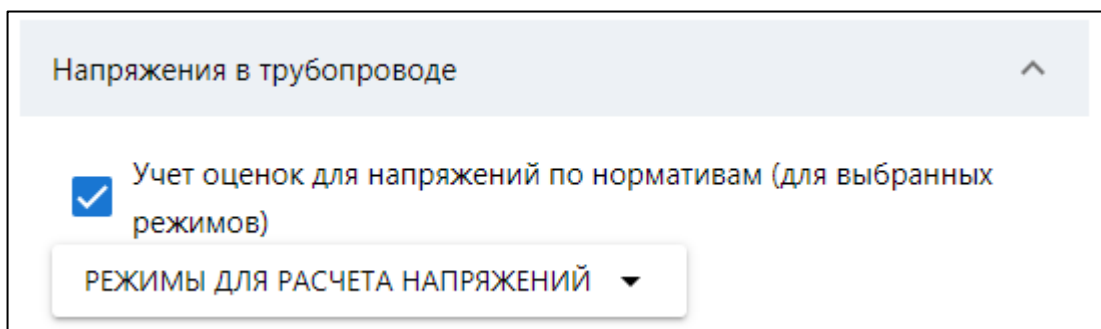 Напряжения в трубопроводе
Учет оценок для напряжений по нормативам (для выбранных
режимов)
РЕЖИМЫ ДЛЯ РАСЧЕТА НАПРЯЖЕНИЙ